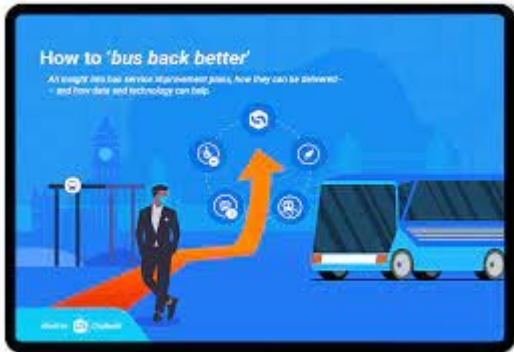 How to 'bus back better'
An insight into bus service improvement plans, how they can be delivered -
- and how data and technology can help.